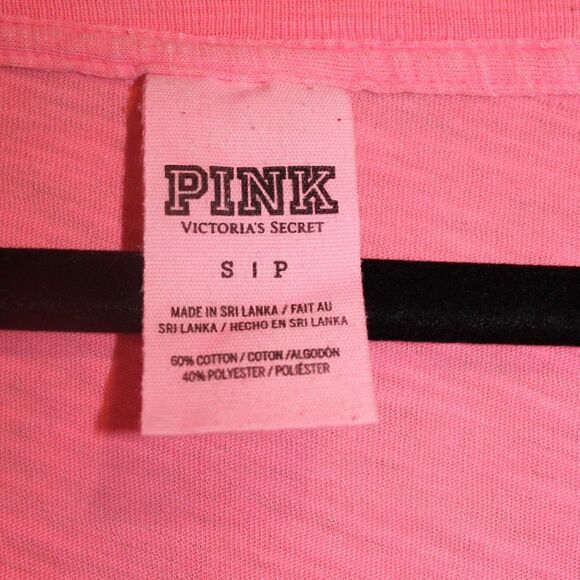 PINK
VICTORIA'S SECRET
S | P
MADE IN SRI LANKA / FAIT AU
SRI LANKA / HECHO EN SRI LANKA
60% COTTON / COTON /ALGODÓN
40% POLYESTER / POLIÉSTER